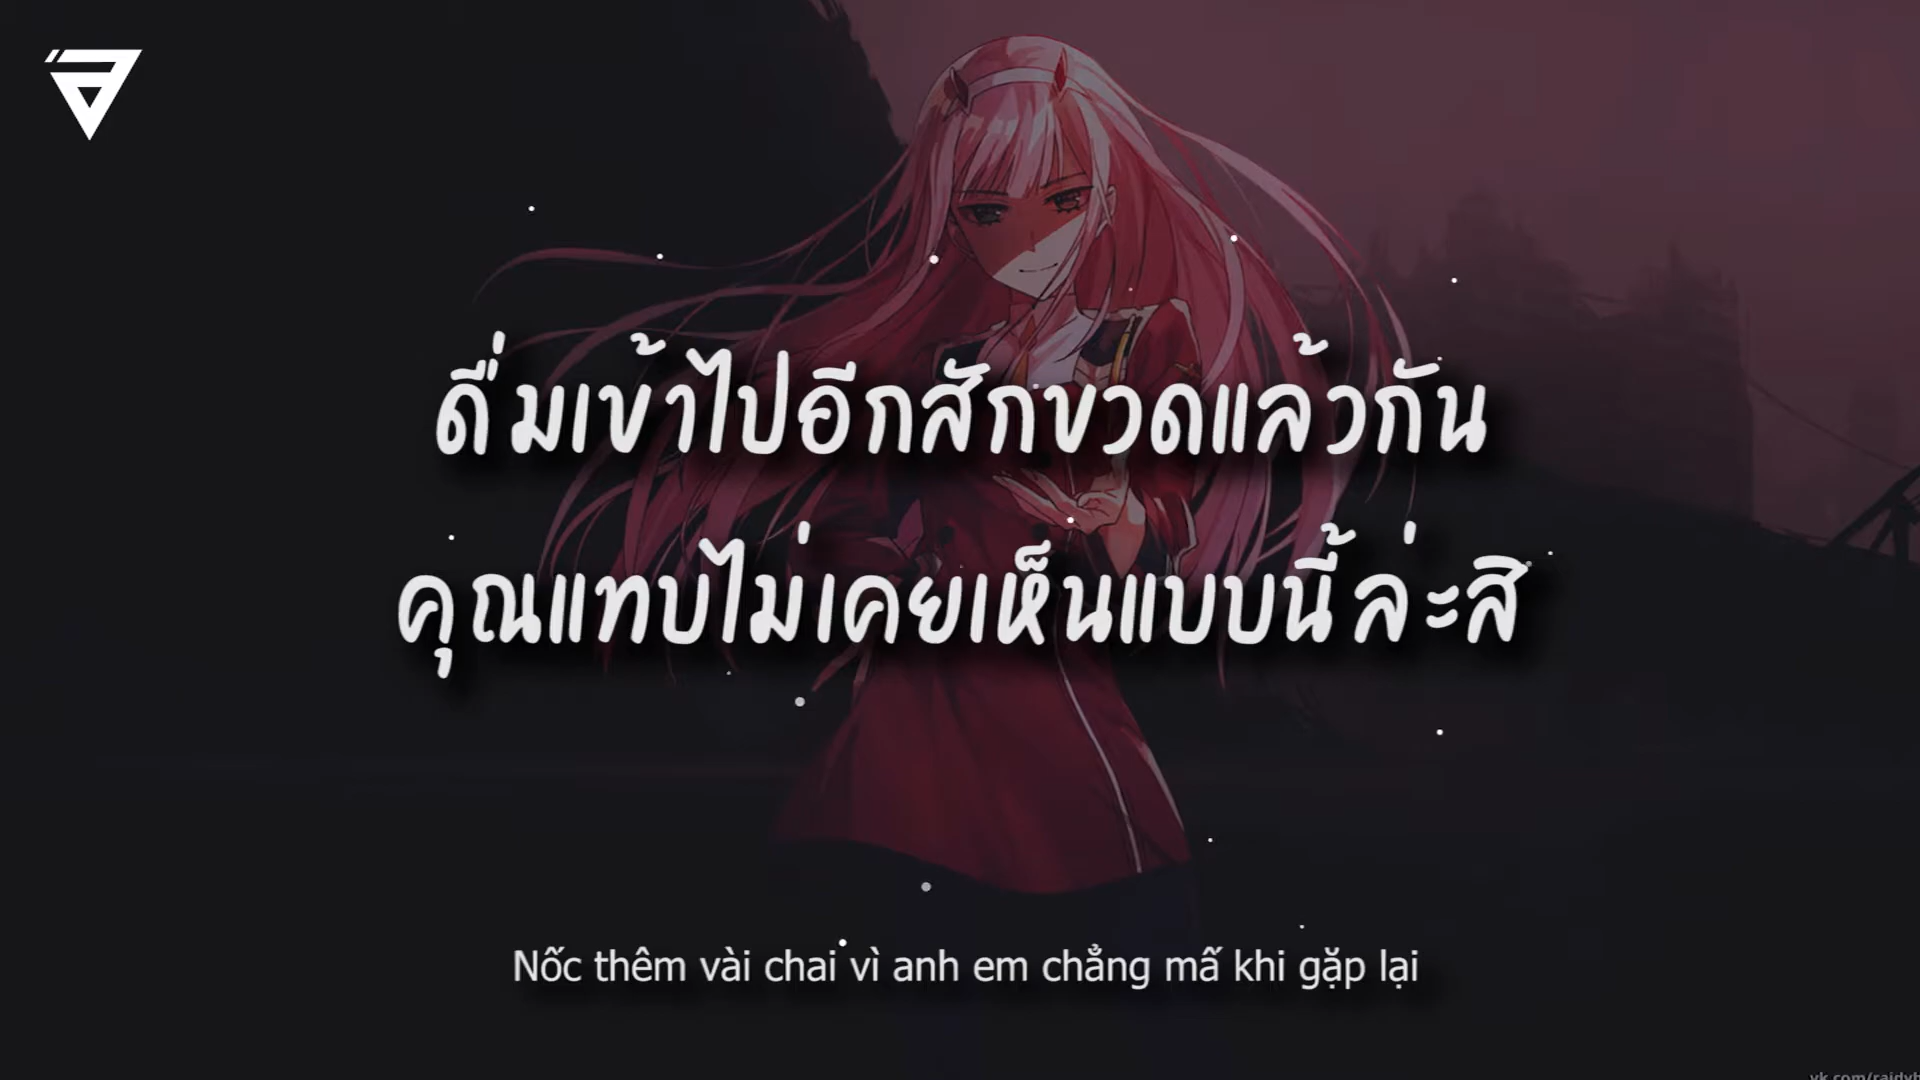 ดื่มเข้าไปอีกสักขวดแล้วกัน
คุณแทบไม่เคยเห็นแบบนี้ล่ะสิ
Nốc thêm vài chai vì anh em chẳng mấ khi gặp lại